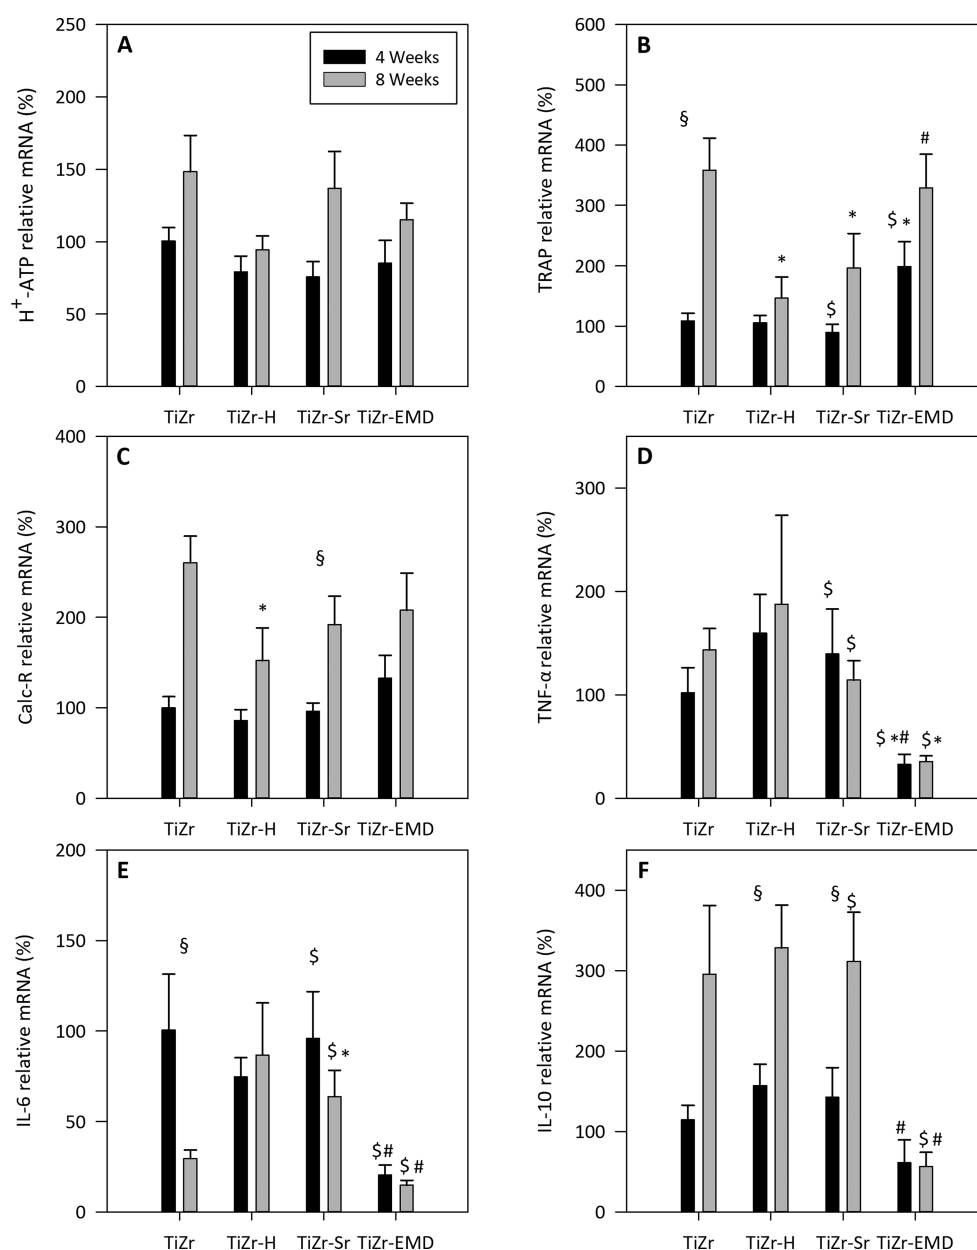 A
4 Weeks
8 Weeks
H⁺-ATP relative mRNA (%)
250
200
150
100
50
0
TiZr TiZr-H TiZr-Sr TiZr-EMD
B
TRAP relative mRNA (%)
600
500
400
300
200
100
0
§
*
$
*
$ *
#
TiZr TiZr-H TiZr-Sr TiZr-EMD
C
Calc-R relative mRNA (%)
400
300
200
100
0
*
§
TiZr TiZr-H TiZr-Sr TiZr-EMD
D
TNF-α relative mRNA (%)
300
200
100
0
$
$
$ *#
$*
TiZr TiZr-H TiZr-Sr TiZr-EMD
E
IL-6 relative mRNA (%)
200
150
100
50
0
§
$
$ *
$#
$ #
TiZr TiZr-H TiZr-Sr TiZr-EMD
F
IL-10 relative mRNA (%)
400
300
200
100
0
§
§
$
#
$ #
TiZr TiZr-H TiZr-Sr TiZr-EMD